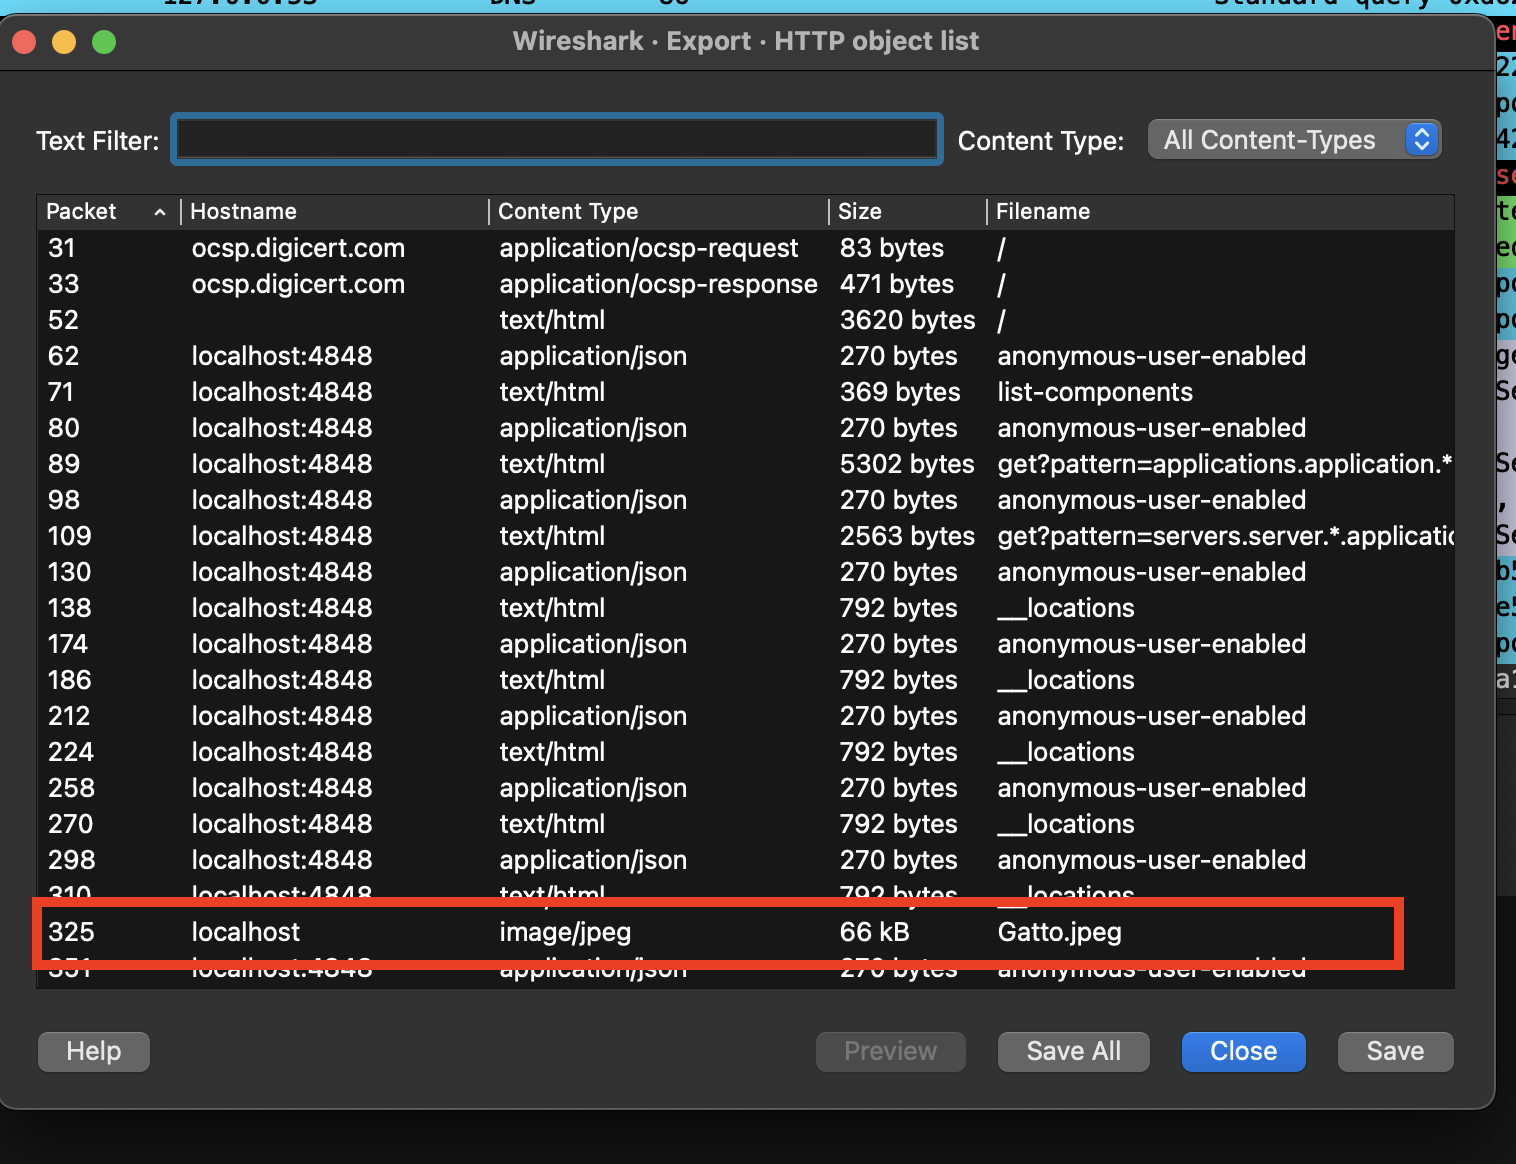 127.0.0.53 DNS Standard query
Wireshark · Export · HTTP object list
Text Filter: Content Type: All Content-Types
Packet Hostname Content Type Size Filename
31 ocsp.digicert.com application/ocsp-request 83 bytes /
33 ocsp.digicert.com application/ocsp-response 471 bytes /
52 text/html 3620 bytes /
62 localhost:4848 application/json 270 bytes anonymous-user-enabled
71 localhost:4848 text/html 369 bytes list-components
80 localhost:4848 application/json 270 bytes anonymous-user-enabled
89 localhost:4848 text/html 5302 bytes get?pattern=applications.application.*
98 localhost:4848 application/json 270 bytes anonymous-user-enabled
109 localhost:4848 text/html 2563 bytes get?pattern=servers.server.*.applicatio
130 localhost:4848 application/json 270 bytes anonymous-user-enabled
138 localhost:4848 text/html 792 bytes __locations
174 localhost:4848 application/json 270 bytes anonymous-user-enabled
186 localhost:4848 text/html 792 bytes __locations
212 localhost:4848 application/json 270 bytes anonymous-user-enabled
224 localhost:4848 text/html 792 bytes __locations
258 localhost:4848 application/json 270 bytes anonymous-user-enabled
270 localhost:4848 text/html 792 bytes __locations
298 localhost:4848 application/json 270 bytes anonymous-user-enabled
310 localhost:4848 text/html 792 bytes __locations
325 localhost image/jpeg 66 kB Gatto.jpeg
351 localhost:4848 application/json 270 bytes anonymous-user-enabled
Help Preview Save All Close Save